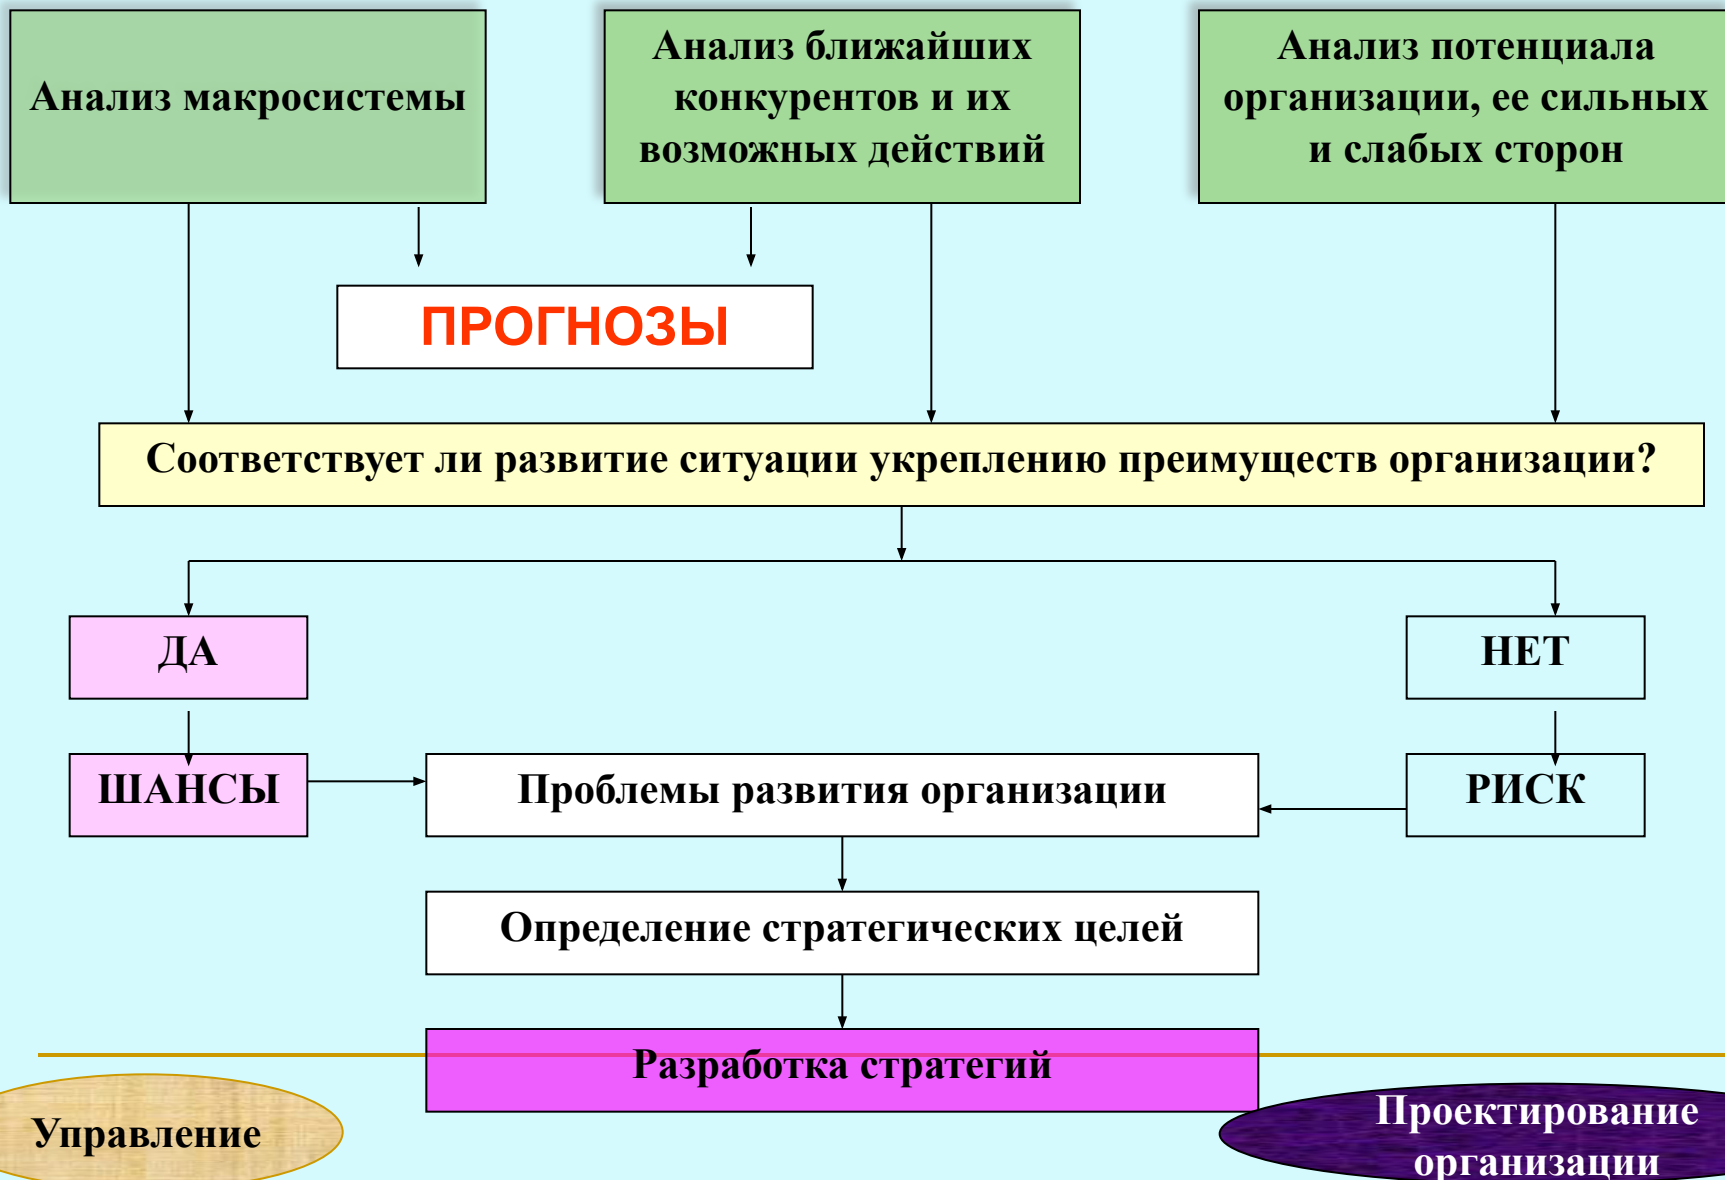 Анализ макросистемы
Анализ ближайших
конкурентов и их
возможных действий
Анализ потенциала
организации, ее сильных
и слабых сторон
ПРОГНОЗЫ
Соответствует ли развитие ситуации укреплению преимуществ организации?
ДА
НЕТ
ШАНСЫ
Проблемы развития организации
РИСК
Определение стратегических целей
Разработка стратегий
Управление
Проектирование
организации